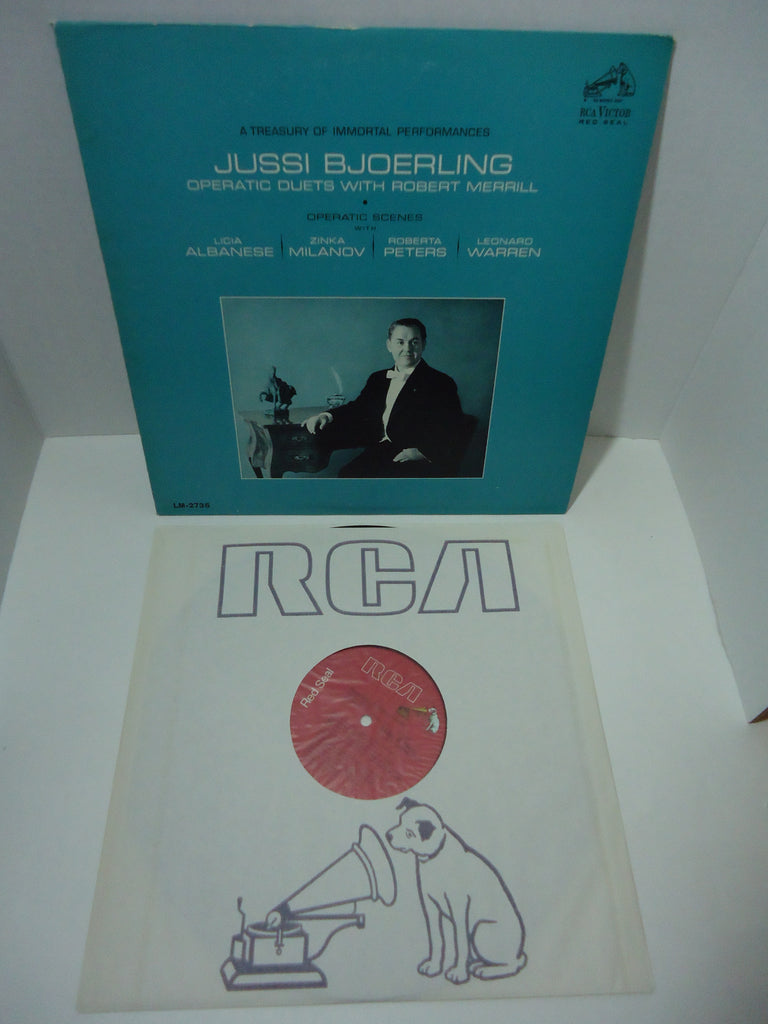 RCA VICTOR
RED SEAL
A TREASURY OF IMMORTAL PERFORMANCES
JUSSI BJOERLING
OPERATIC DUETS WITH ROBERT MERRILL
•
OPERATIC SCENES
WITH
LICIA ALBANESE
ZINKA MILANOV
ROBERTA PETERS
LEONARD WARREN
LM-2736
RCA
Red Seal
RCA